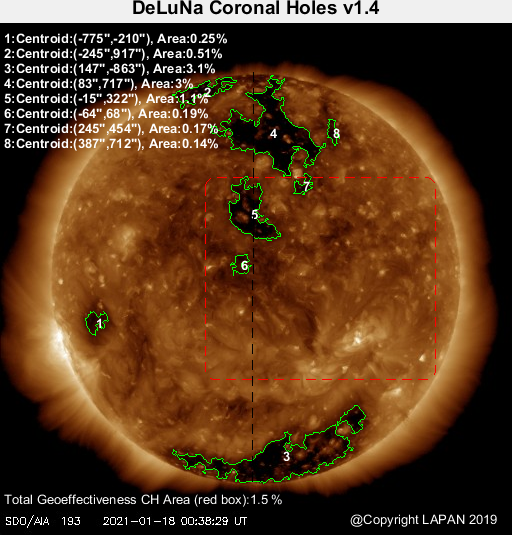 DeLuNa Coronal Holes v1.4
1:Centroid:(-775",-210"), Area:0.25%
2:Centroid:(-245",917"), Area:0.51%
3:Centroid:(147",-863"), Area:3.1%
4:Centroid:(83",717"), Area:3%
5:Centroid:(-15",322"), Area:1.1%
6:Centroid:(-64",68"), Area:0.19%
7:Centroid:(245",454"), Area:0.17%
8:Centroid:(387",712"), Area:0.14%
2
4
8
7
5
6
1
3
Total Geoeffectiveness CH Area (red box):1.5 %
SDO/AIA 193 2021-01-18 00:38:29 UT
@Copyright LAPAN 2019